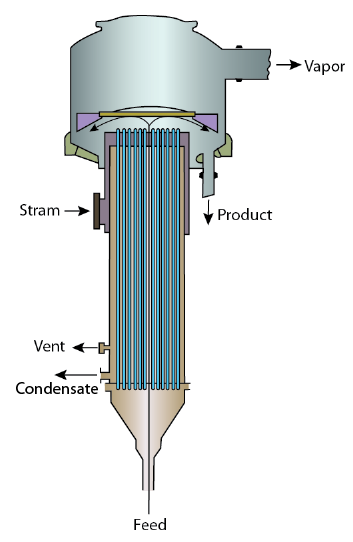 Vapor
Stram
Product
Vent
Condensate
Feed